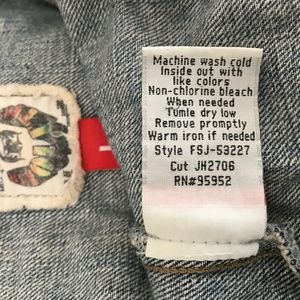 Machine wash cold
Inside out with
like colors
Non-chlorine bleach
When needed
Tumle dry low
Remove promptly
Warm iron if needed
Style FSJ-53227
Cut JH2706
RN#95952